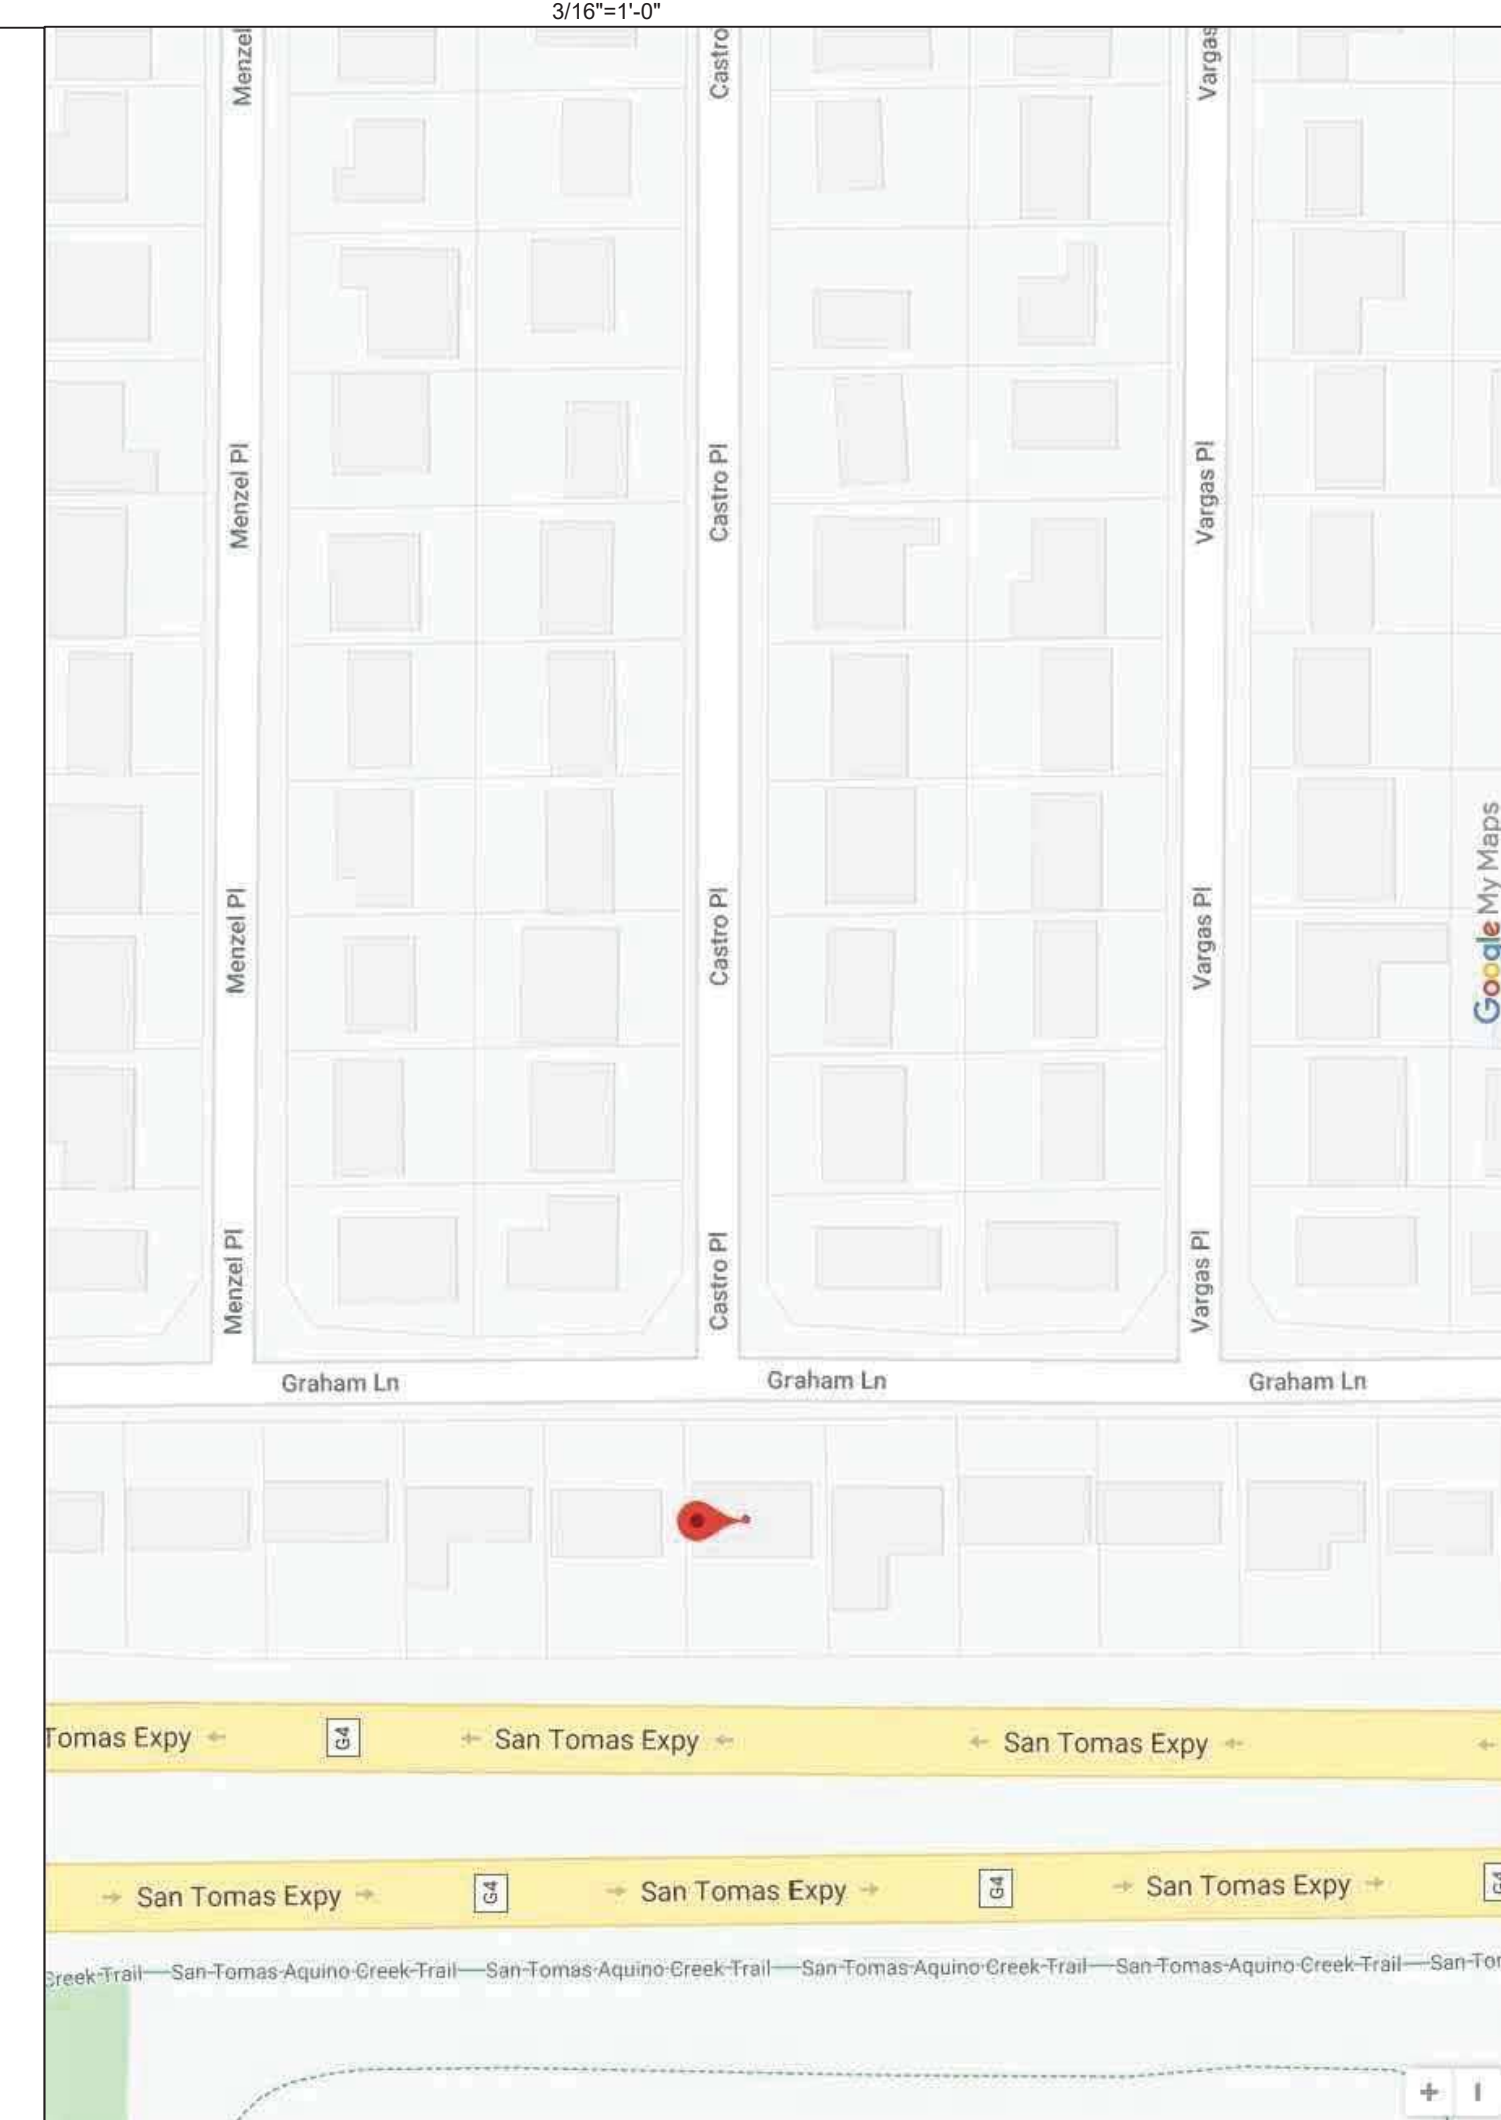 3/16"=1'-0"
Menzel
Castro
Vargas
Menzel Pl
Castro Pl
Vargas Pl
Menzel Pl
Castro Pl
Vargas Pl
Google My Maps
Menzel Pl
Castro Pl
Vargas Pl
Graham Ln
Graham Ln
Graham Ln
Tomas Expy
G4
San Tomas Expy
San Tomas Expy
San Tomas Expy
G4
San Tomas Expy
G4
San Tomas Expy
G4
Creek Trail
San Tomas Aquino Creek Trail
San Tomas Aquino Creek Trail
San Tomas Aquino Creek Trail
San Tomas Aquino Creek Trail
San Tom